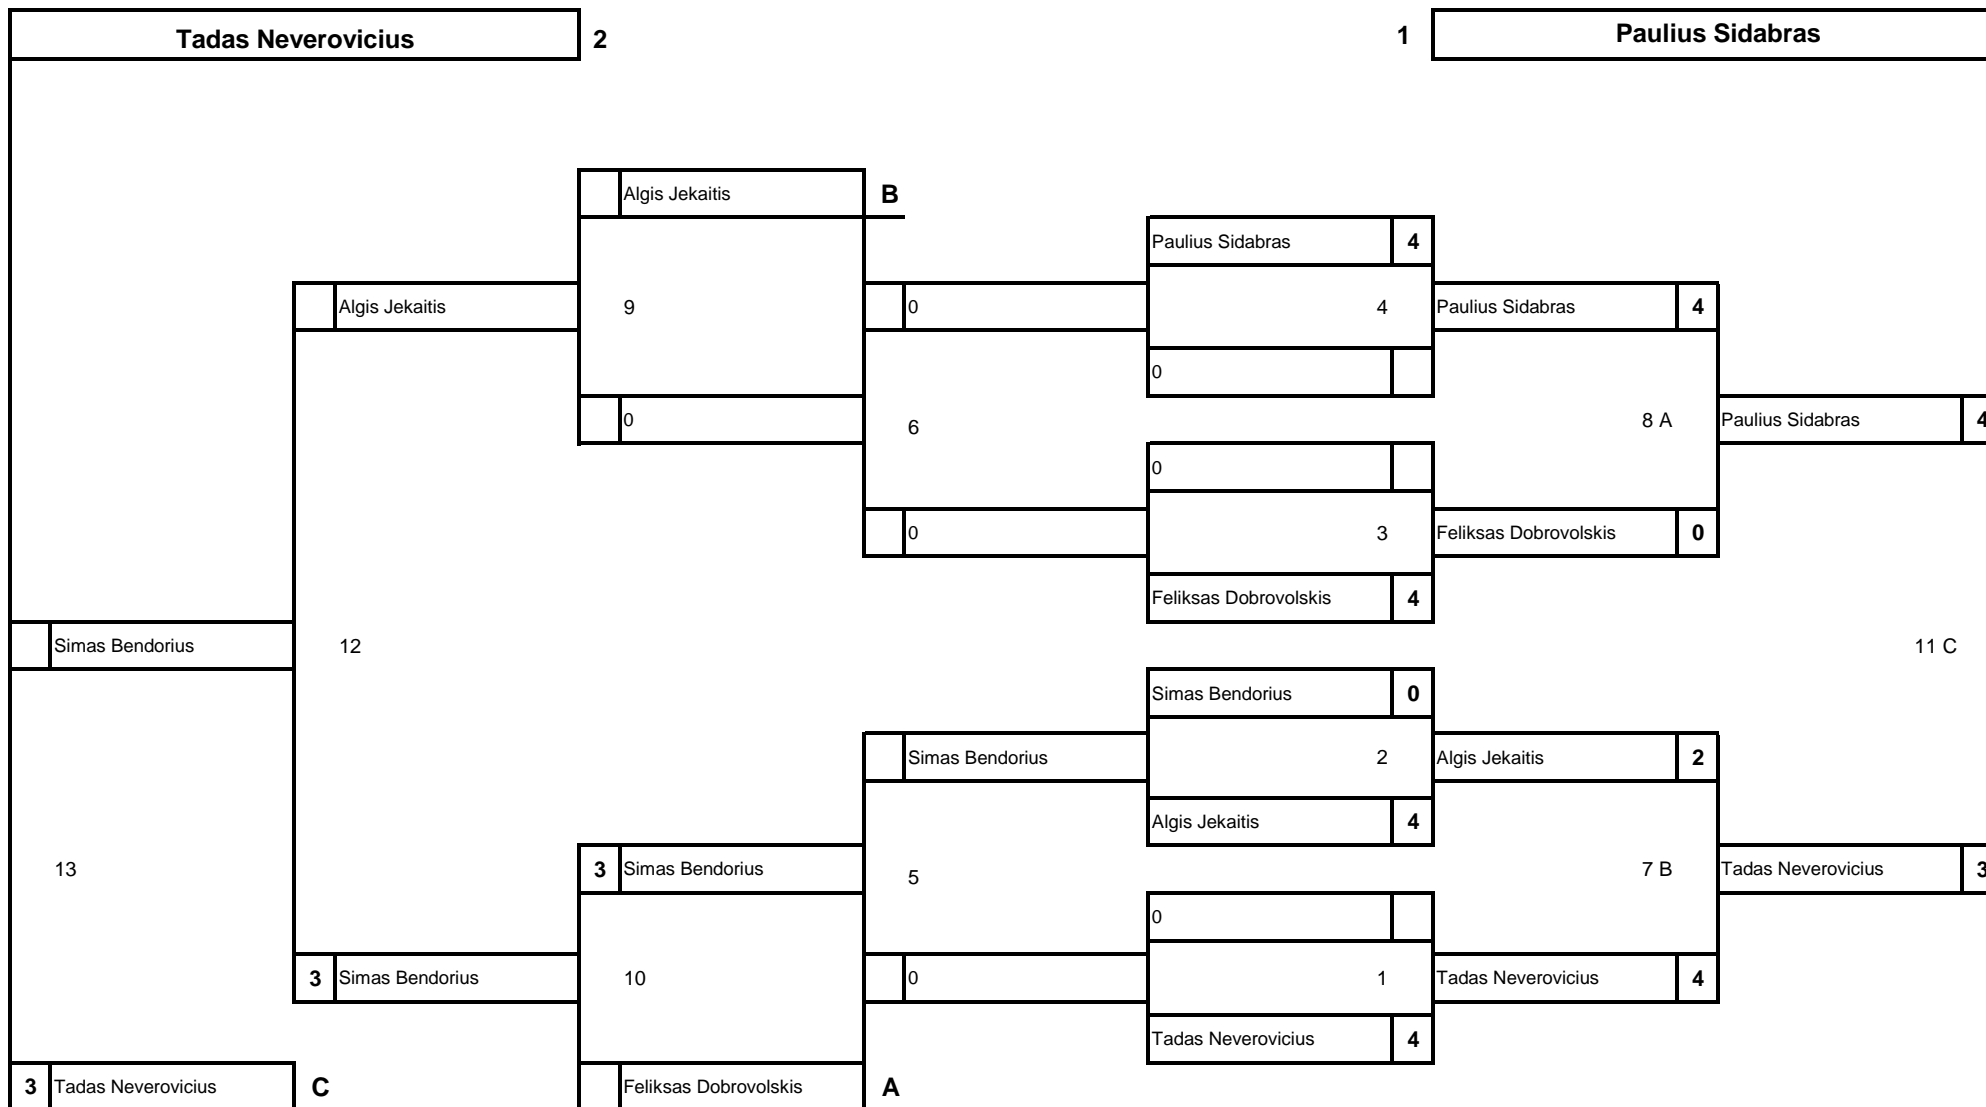 Tadas Neverovicius 2 1 Paulius Sidabras
Algis Jekaitis B
Paulius Sidabras 4
Algis Jekaitis 9 0 4 Paulius Sidabras 4
0
0 6 8 A Paulius Sidabras 4
0
0 3 Feliksas Dobrovolskis 0
Feliksas Dobrovolskis 4
Simas Bendorius 12 11 C
Simas Bendorius 0
Simas Bendorius 2 Algis Jekaitis 2
Algis Jekaitis 4
13 3 Simas Bendorius 5 7 B Tadas Neverovicius 3
0
3 Simas Bendorius 10 0 1 Tadas Neverovicius 4
Tadas Neverovicius 4
3 Tadas Neverovicius C Feliksas Dobrovolskis A